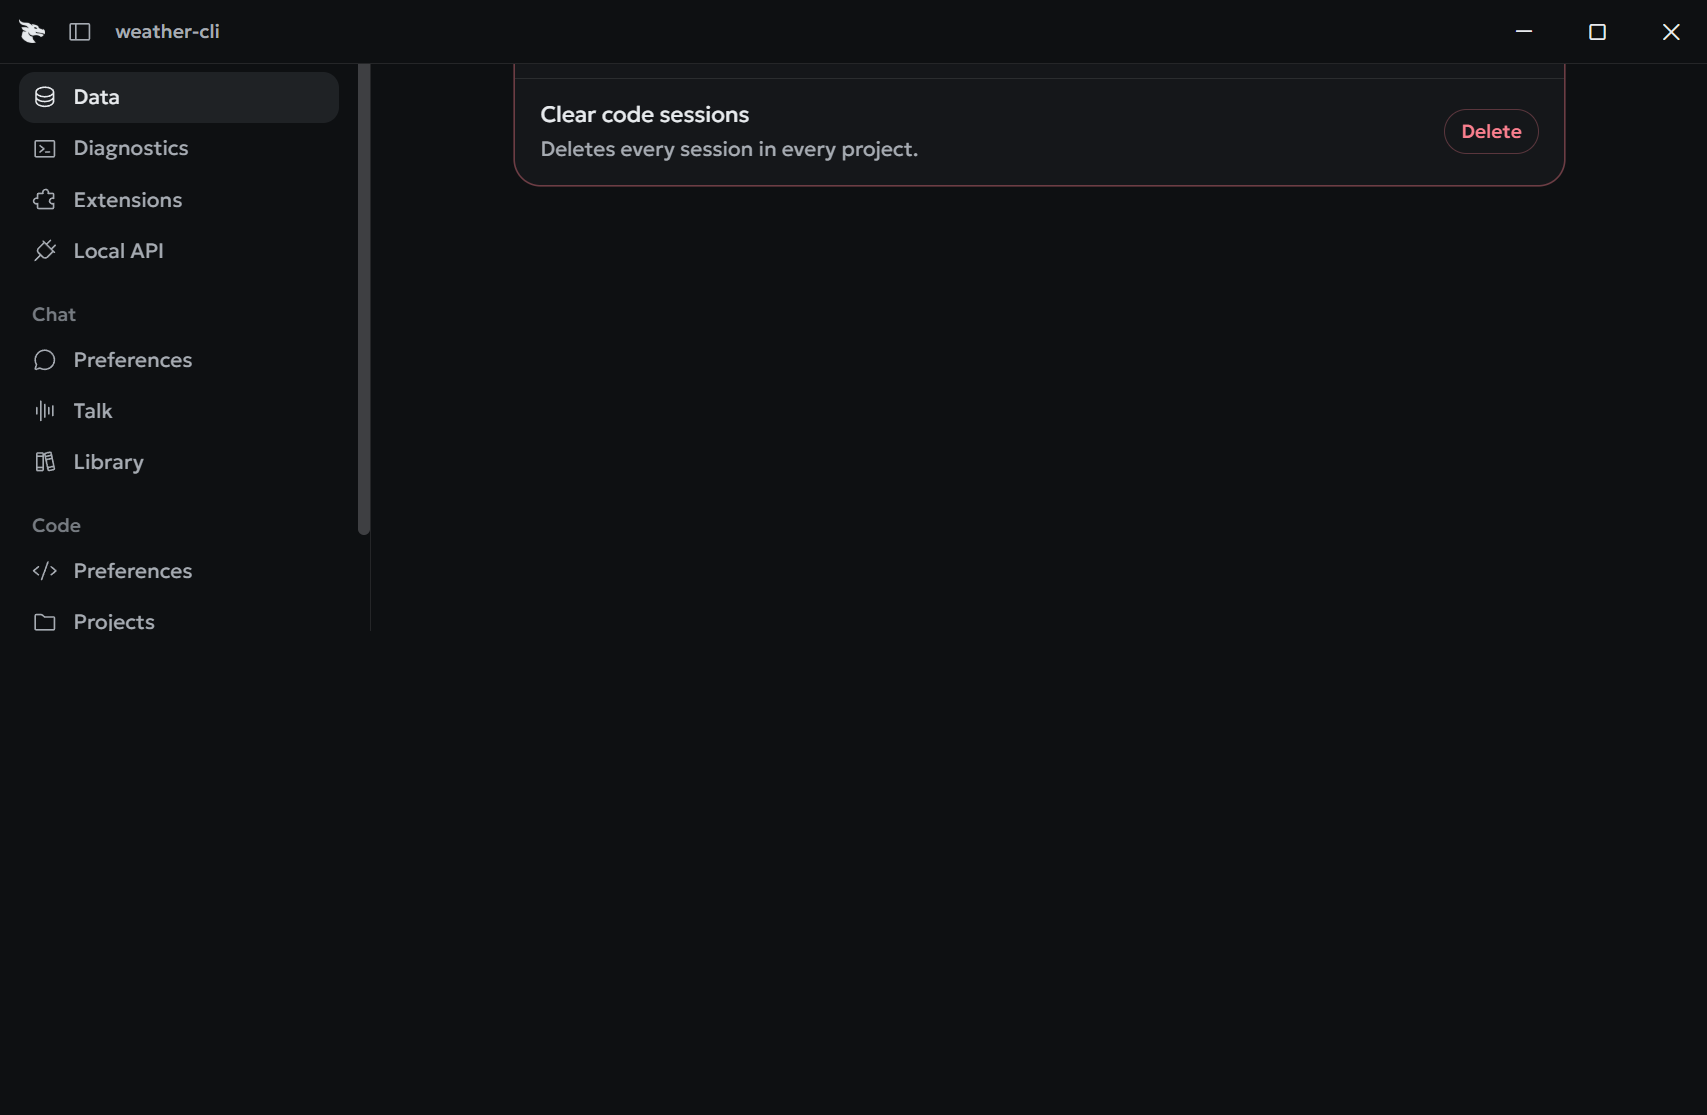 weather-cli
Data
Diagnostics
Extensions
Local API
Chat
Preferences
Talk
Library
Code
Preferences
Projects
Clear code sessions
Deletes every session in every project.
Delete